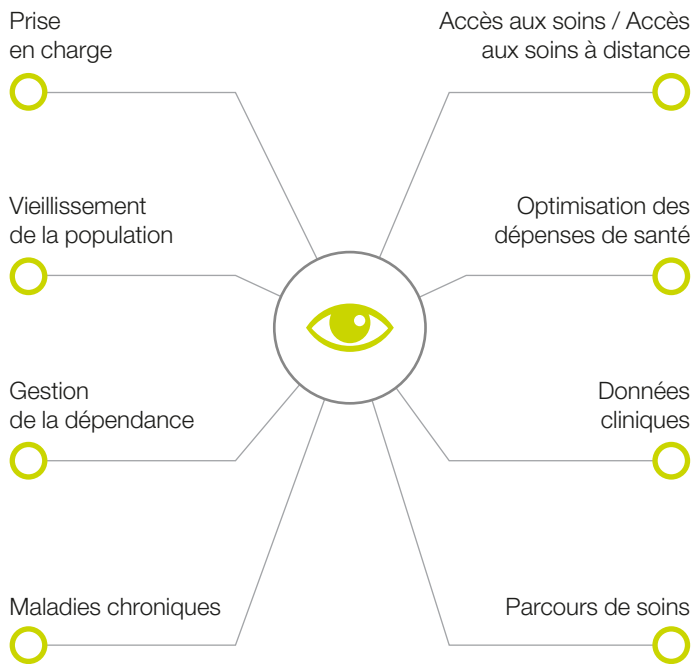 Prise
en charge
Accès aux soins / Accès
aux soins à distance
Vieillissement
de la population
Optimisation des
dépenses de santé
Gestion
de la dépendance
Données
cliniques
Maladies chroniques
Parcours de soins